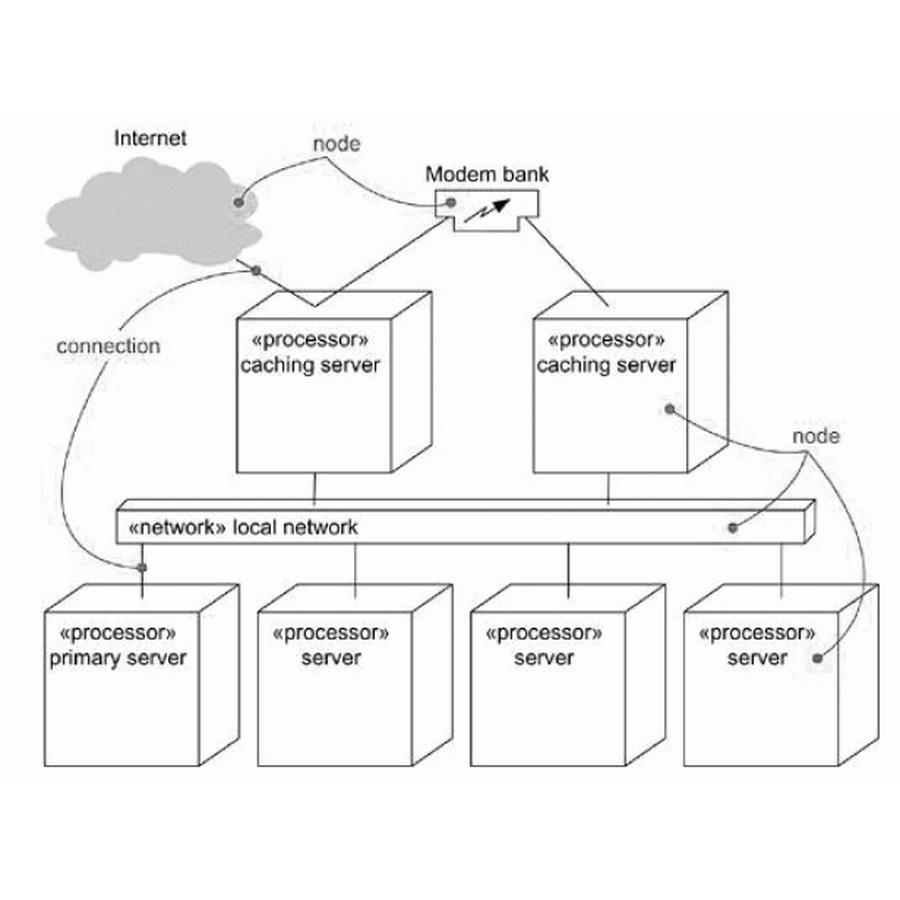 Internet
node
Modem bank
«processor»
caching server
«processor»
caching server
connection
node
«network» local network
«processor»
primary server
«processor»
server
«processor»
server
«processor»
server